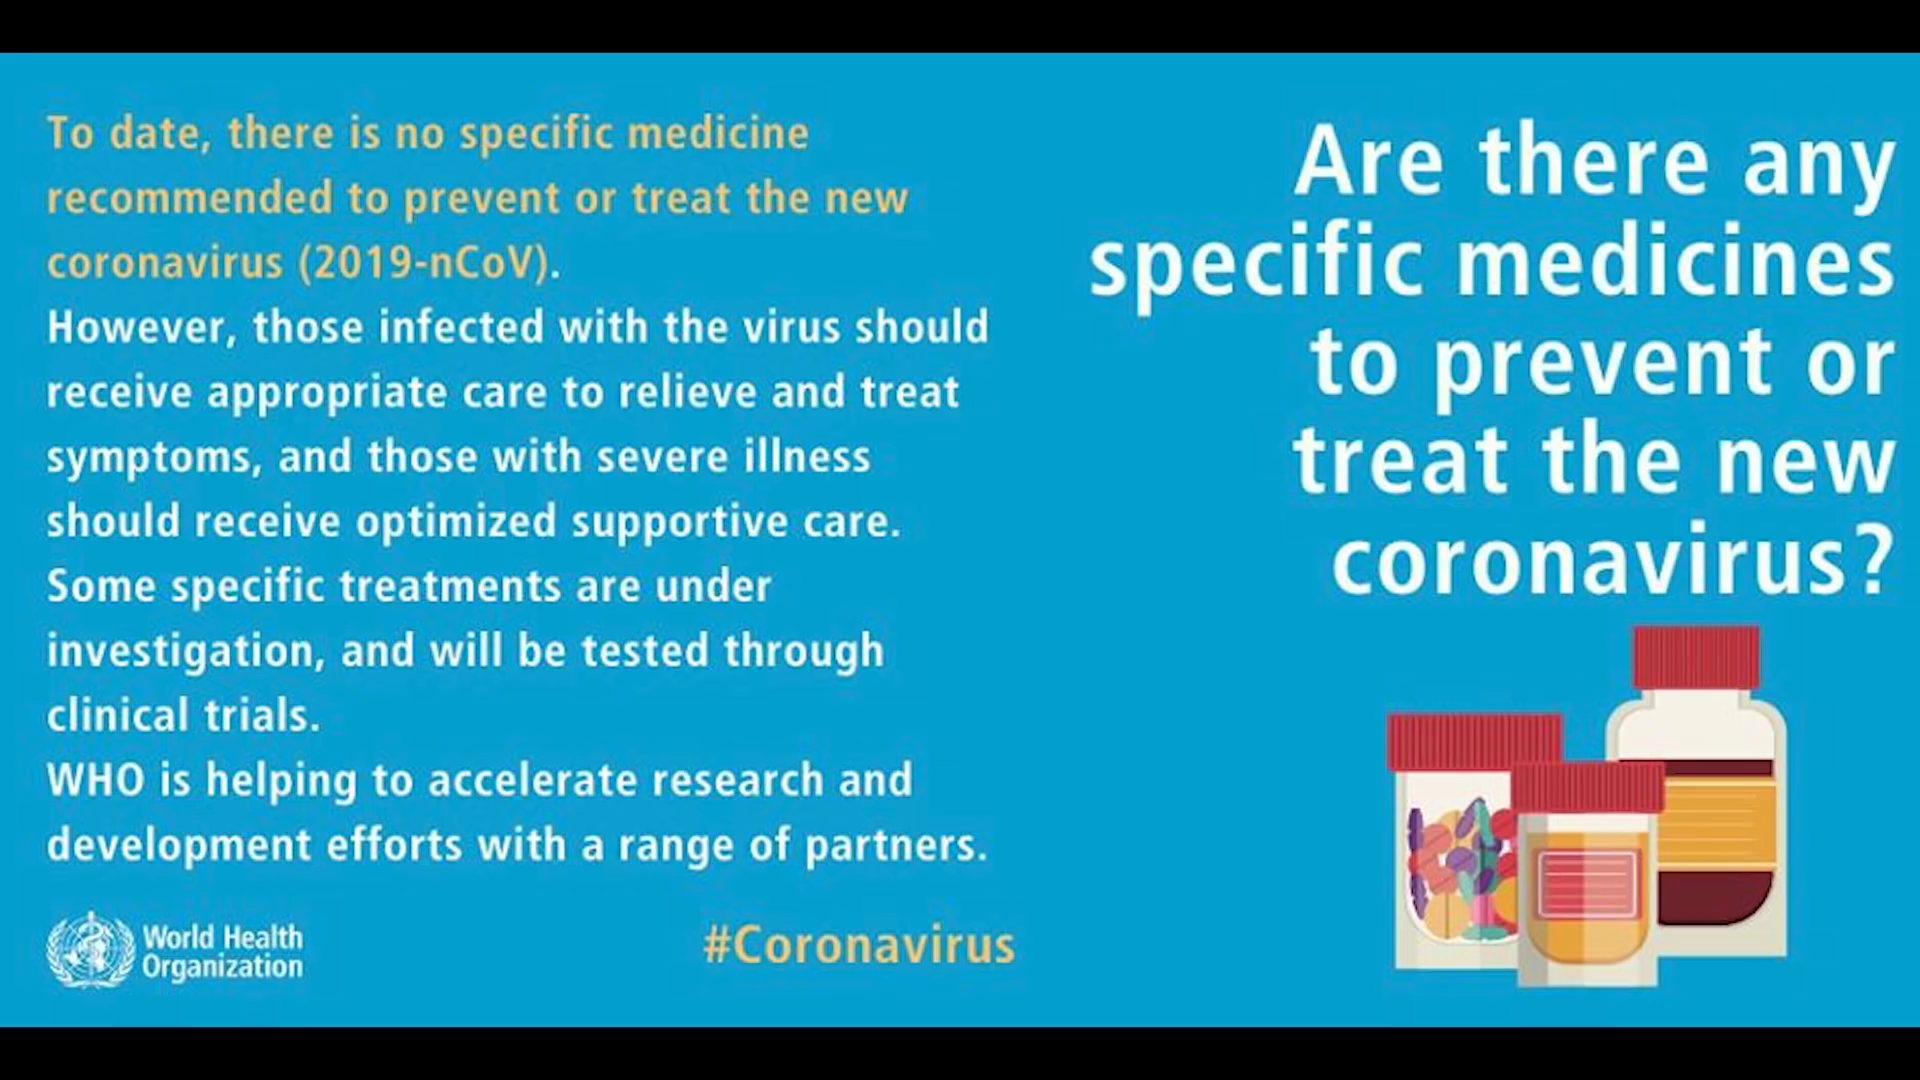 To date, there is no specific medicine
recommended to prevent or treat the new
coronavirus (2019-nCoV).
However, those infected with the virus should
receive appropriate care to relieve and treat
symptoms, and those with severe illness
should receive optimized supportive care.
Some specific treatments are under
investigation, and will be tested through
clinical trials.
WHO is helping to accelerate research and
development efforts with a range of partners.
World Health
Organization
#Coronavirus
Are there any
specific medicines
to prevent or
treat the new
coronavirus?